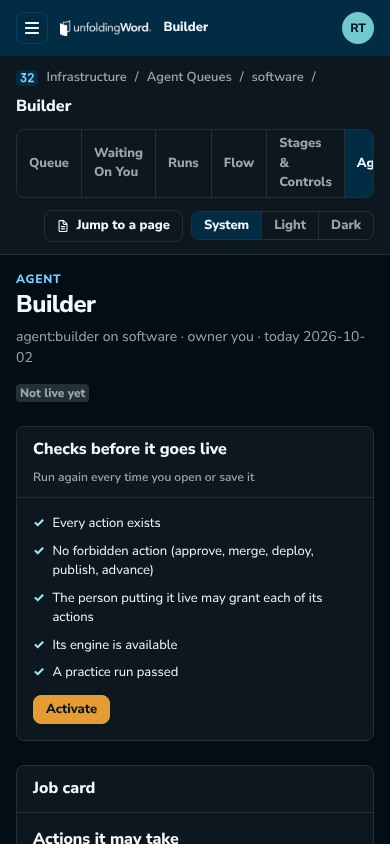 unfoldingWord. Builder RT
32 Infrastructure / Agent Queues / software /
Builder
Queue
Waiting
On You
Runs
Flow
Stages
&
Controls
Ag
Jump to a page
System Light Dark
AGENT
Builder
agent:builder on software · owner you · today 2026-10-
02
Not live yet
Checks before it goes live
Run again every time you open or save it
Every action exists
No forbidden action (approve, merge, deploy,
publish, advance)
The person putting it live may grant each of its
actions
Its engine is available
A practice run passed
Activate
Job card
Actions it may take